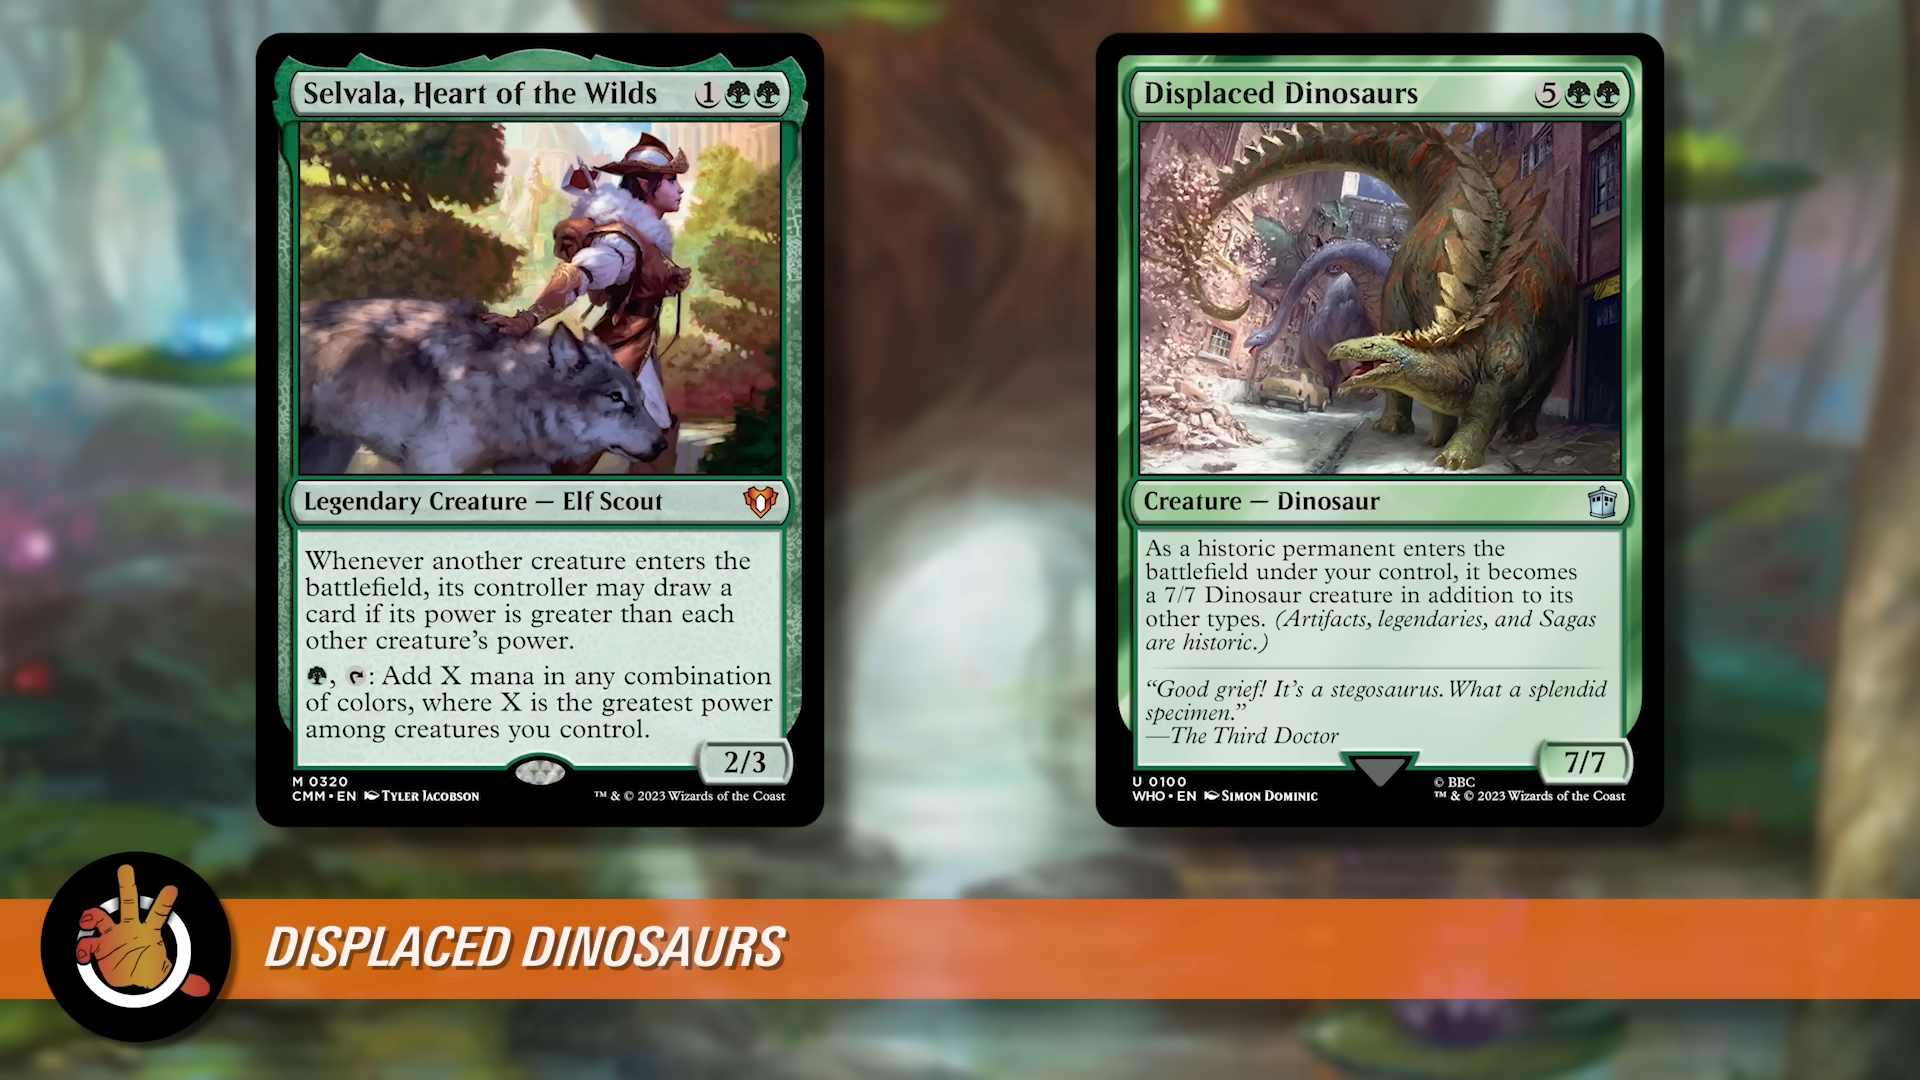 Selvala, Heart of the Wilds 1
Legendary Creature — Elf Scout
Whenever another creature enters the
battlefield, its controller may draw a
card if its power is greater than each
other creature's power.
, : Add X mana in any combination
of colors, where X is the greatest power
among creatures you control.
2/3
M 0320
CMM • EN TYLER JACOBSON ™ & © 2023 Wizards of the Coast
Displaced Dinosaurs 5
Creature — Dinosaur
As a historic permanent enters the
battlefield under your control, it becomes
a 7/7 Dinosaur creature in addition to its
other types. (Artifacts, legendaries, and Sagas
are historic.)
“Good grief! It's a stegosaurus. What a splendid
specimen.”
—The Third Doctor
7/7
U 0100 © BBC
WHO • EN SIMON DOMINIC ™ & © 2023 Wizards of the Coast
DISPLACED DINOSAURS